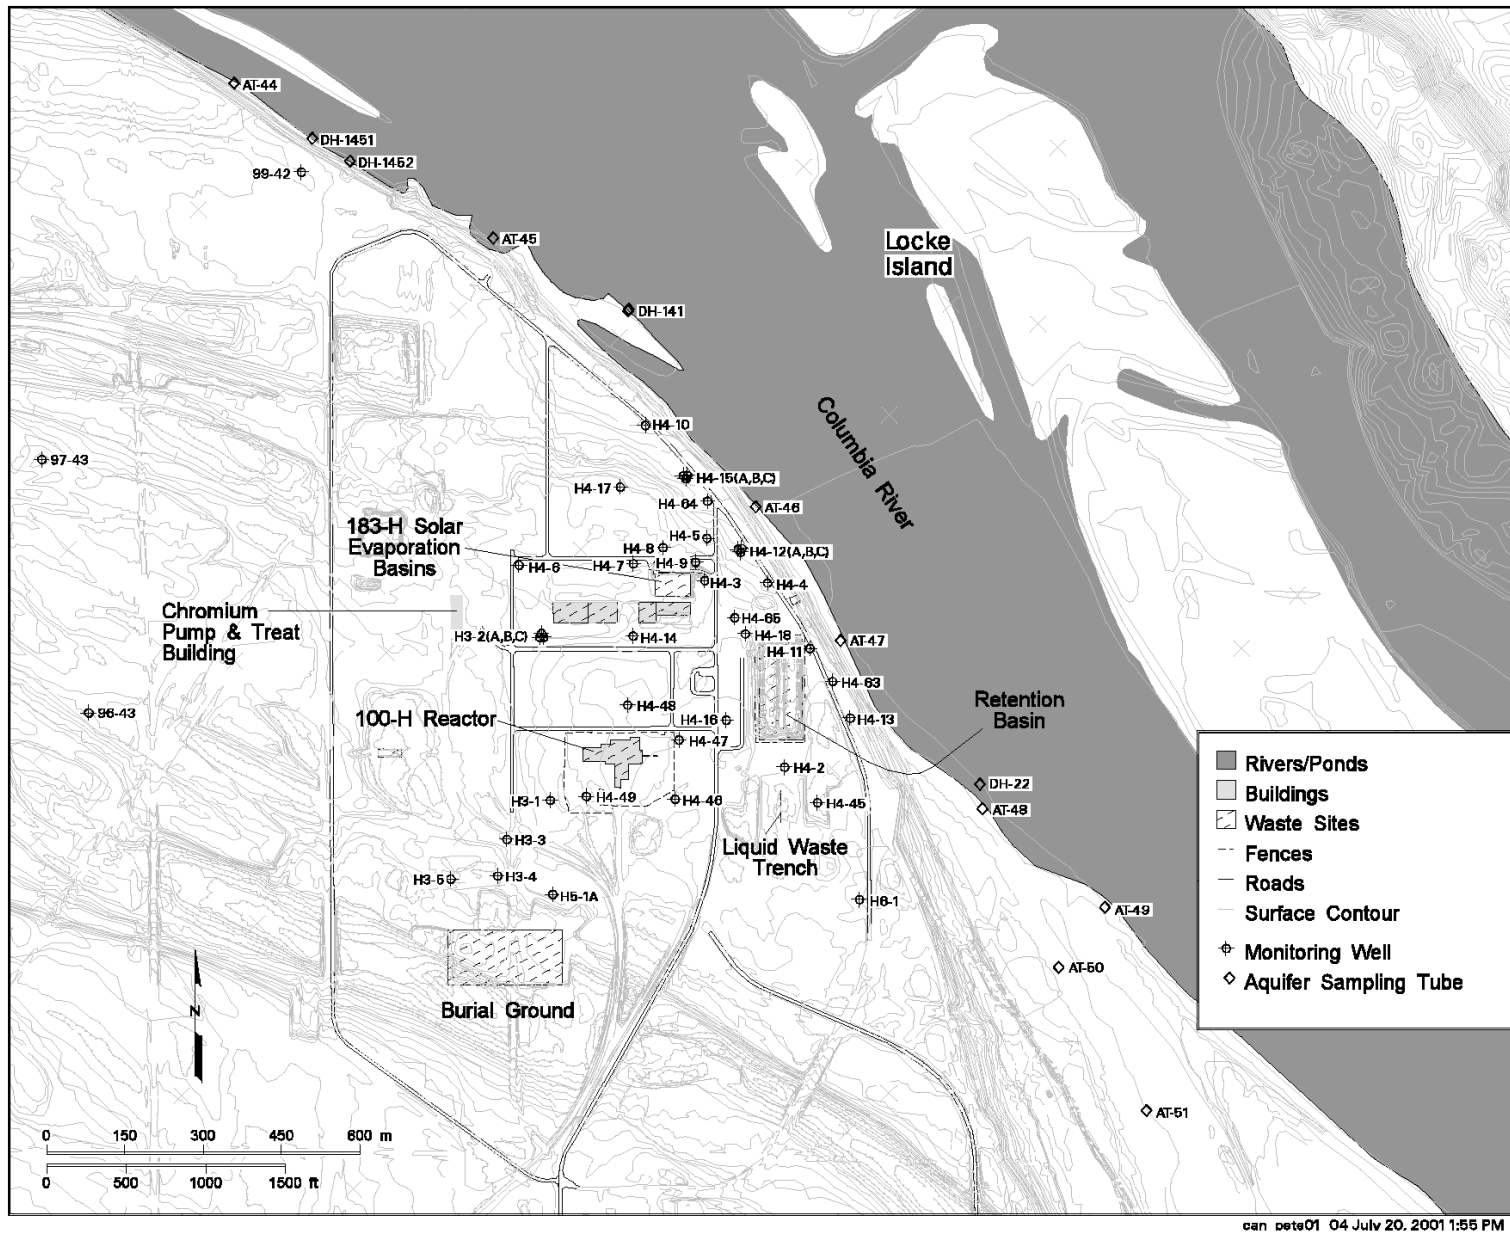 AT-44
DH-1451
DH-1452
99-42
AT-45
Locke
Island
DH-141
Columbia River
H4-10
97-43
H4-15(A,B,C)
H4-17
H4-64
AT-46
183-H Solar
Evaporation
Basins
H4-5
H4-8
H4-12(A,B,C)
H4-6
H4-7
H4-9
H4-3
H4-4
Chromium
Pump & Treat
Building
H4-65
H3-2(A,B,C)
H4-14
H4-18
H4-11
AT-47
H4-63
Retention
Basin
96-43
100-H Reactor
H4-48
H4-16
H4-13
H4-47
H4-2
DH-22
H3-1
H4-49
H4-46
H4-45
AT-48
H3-3
Liquid Waste
Trench
H3-5
H3-4
H5-1A
H6-1
AT-49
AT-50
Burial Ground
AT-51
N
Rivers/Ponds
Buildings
Waste Sites
Fences
Roads
Surface Contour
Monitoring Well
Aquifer Sampling Tube
0 150 300 450 600 m
0 500 1000 1500 ft
can_pete01_04 July 20, 2001 1:55 PM